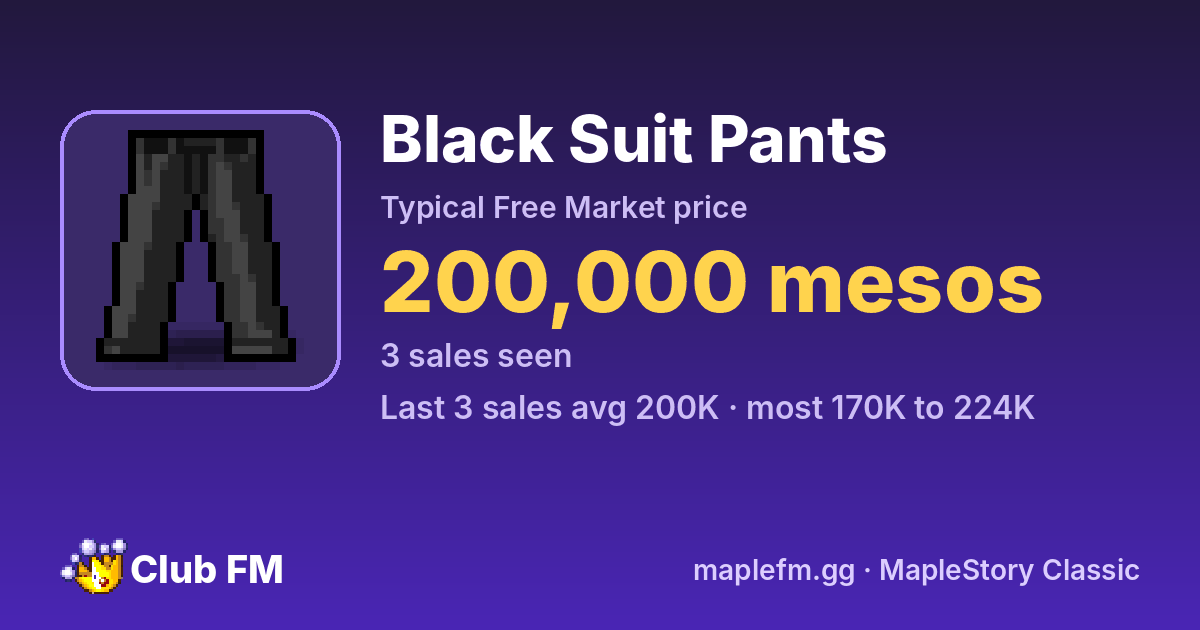 Black Suit Pants
Typical Free Market price
200,000 mesos
3 sales seen
Last 3 sales avg 200K · most 170K to 224K
Club FM
maplefm.gg · MapleStory Classic